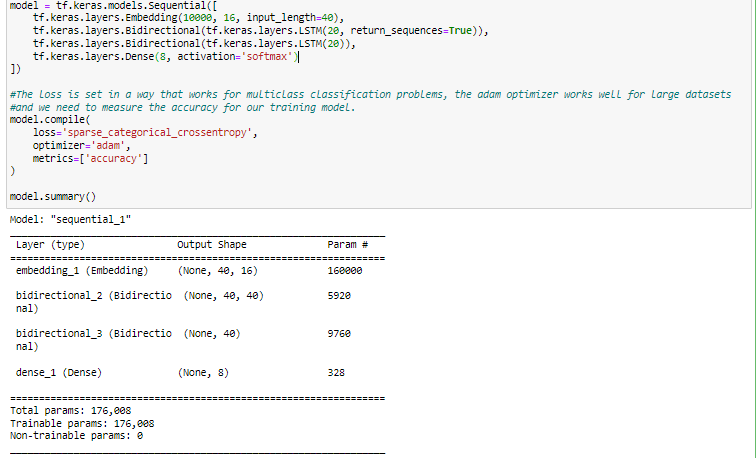 model = tf.keras.models.Sequential([
    tf.keras.layers.Embedding(10000, 16, input_length=40),
    tf.keras.layers.Bidirectional(tf.keras.layers.LSTM(20, return_sequences=True)),
    tf.keras.layers.Bidirectional(tf.keras.layers.LSTM(20)),
    tf.keras.layers.Dense(8, activation='softmax')
])
#The loss is set in a way that works for multiclass classification problems, the adam optimizer works well for large datasets
#and we need to measure the accuracy for our training model.
model.compile(
    loss='sparse_categorical_crossentropy',
    optimizer='adam',
    metrics=['accuracy']
)
model.summary()
Model: "sequential_1"
_________________________________________________________________
Layer (type)                Output Shape              Param #
=================================================================
embedding_1 (Embedding)     (None, 40, 16)            160000
bidirectional_2 (Bidirectio  (None, 40, 40)           5920
nal)
bidirectional_3 (Bidirectio  (None, 40)               9760
nal)
dense_1 (Dense)             (None, 8)                 328
=================================================================
Total params: 176,008
Trainable params: 176,008
Non-trainable params: 0
_________________________________________________________________